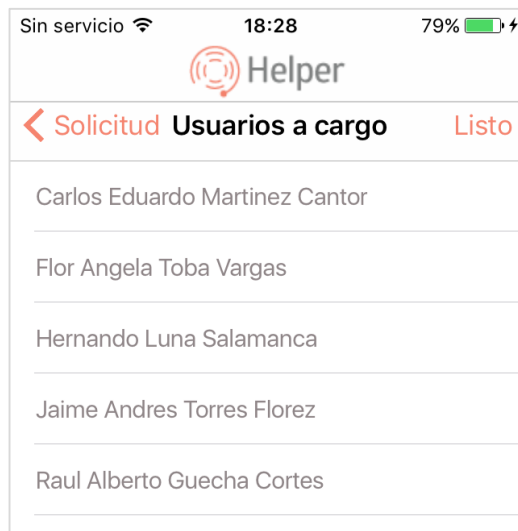 Sin servicio 18:28 79%
Helper
Solicitud Usuarios a cargo Listo
Carlos Eduardo Martinez Cantor
Flor Angela Toba Vargas
Hernando Luna Salamanca
Jaime Andres Torres Florez
Raul Alberto Guecha Cortes